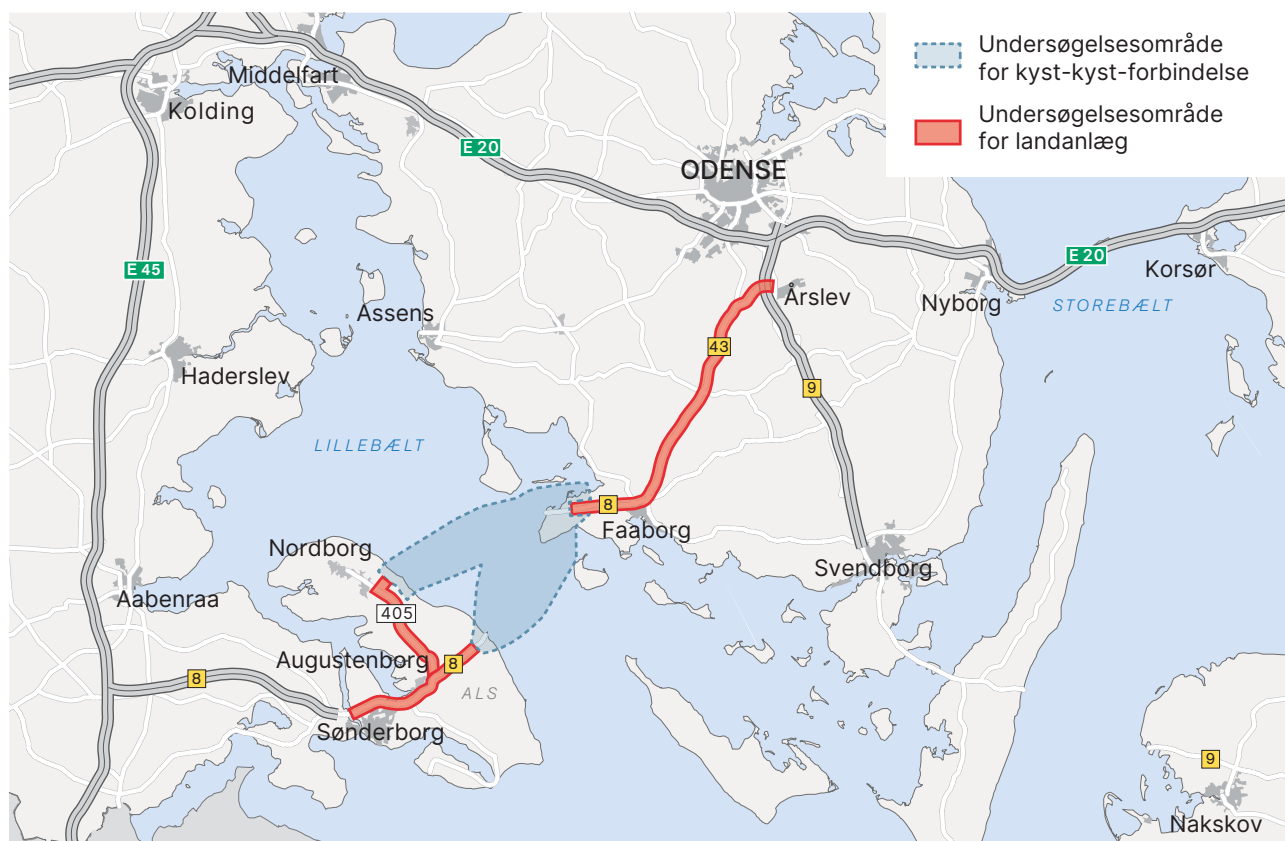 Undersøgelsesområde
for kyst-kyst-forbindelse
Undersøgelsesområde
for landanlæg
Middelfart
Kolding
E 20
ODENSE
E 20
Korsør
E 45
Årslev
Nyborg
STOREBÆLT
Assens
43
Haderslev
9
LILLEBÆLT
8
Faaborg
Nordborg
Svendborg
Aabenraa
405
Augustenborg
8
8
ALS
Sønderborg
9
Nakskov